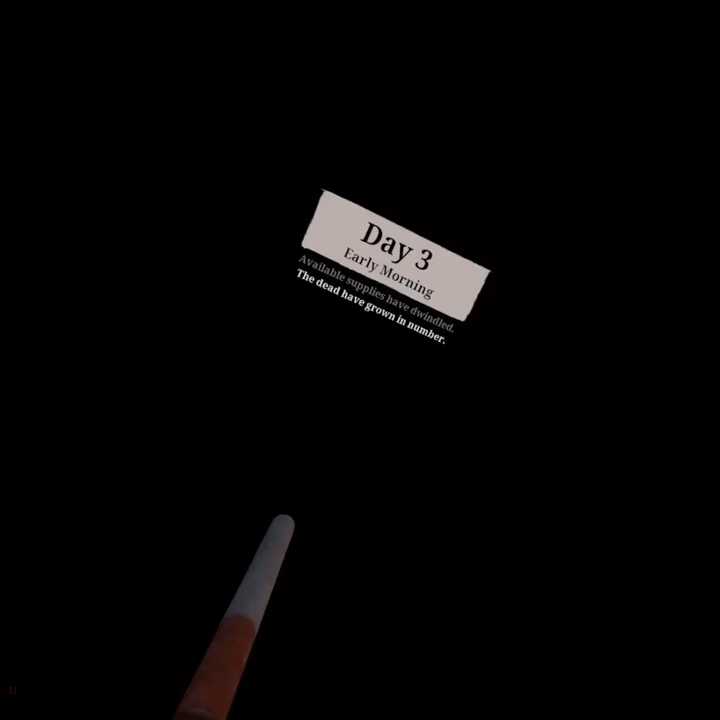 Day 3
Early Morning
Available supplies have dwindled.
The dead have grown in number.